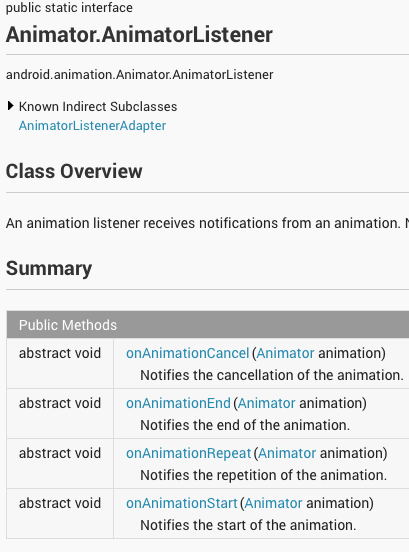 public static interface
Animator.AnimatorListener
android.animation.Animator.AnimatorListener
Known Indirect Subclasses
AnimatorListenerAdapter
Class Overview
An animation listener receives notifications from an animation.
Summary
Public Methods
abstract void onAnimationCancel(Animator animation)
Notifies the cancellation of the animation.
abstract void onAnimationEnd(Animator animation)
Notifies the end of the animation.
abstract void onAnimationRepeat(Animator animation)
Notifies the repetition of the animation.
abstract void onAnimationStart(Animator animation)
Notifies the start of the animation.